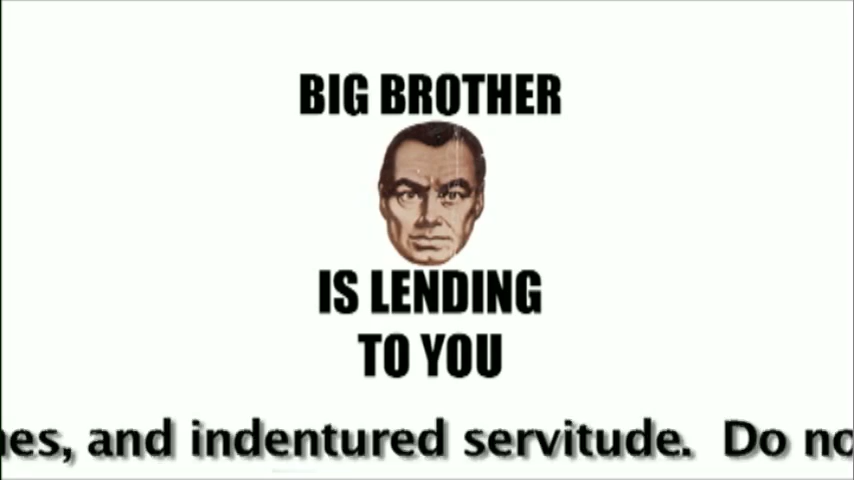 BIG BROTHER
IS LENDING
TO YOU
and indentured servitude. Do